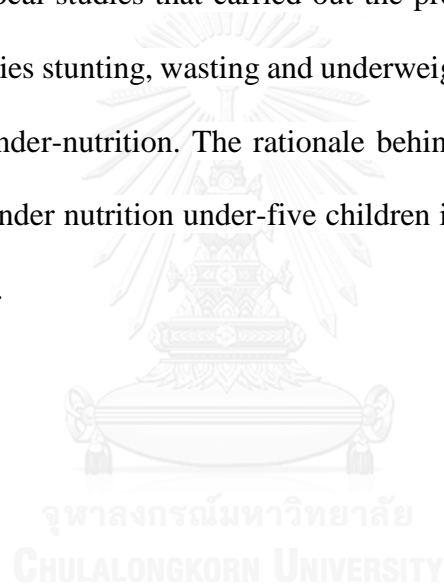 ocal studies that carried out the pre
ies stunting, wasting and underweig
nder-nutrition. The rationale behin
nder nutrition under-five children i
.
จุฬาลงกรณ์มหาวิทยาลัย
CHULALONGKORN UNIVERSITY